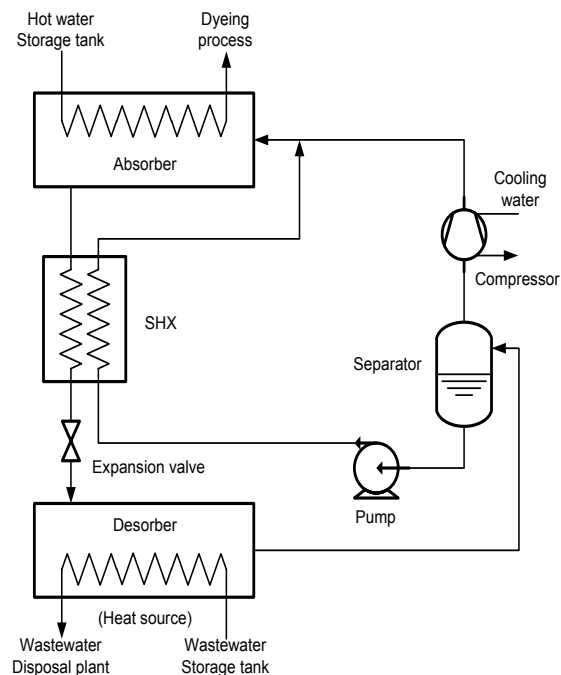 Hot water
Storage tank
Dyeing
process
Absorber
Cooling
water
Compressor
SHX
Separator
Expansion valve
Pump
Desorber
(Heat source)
Wastewater
Disposal plant
Wastewater
Storage tank